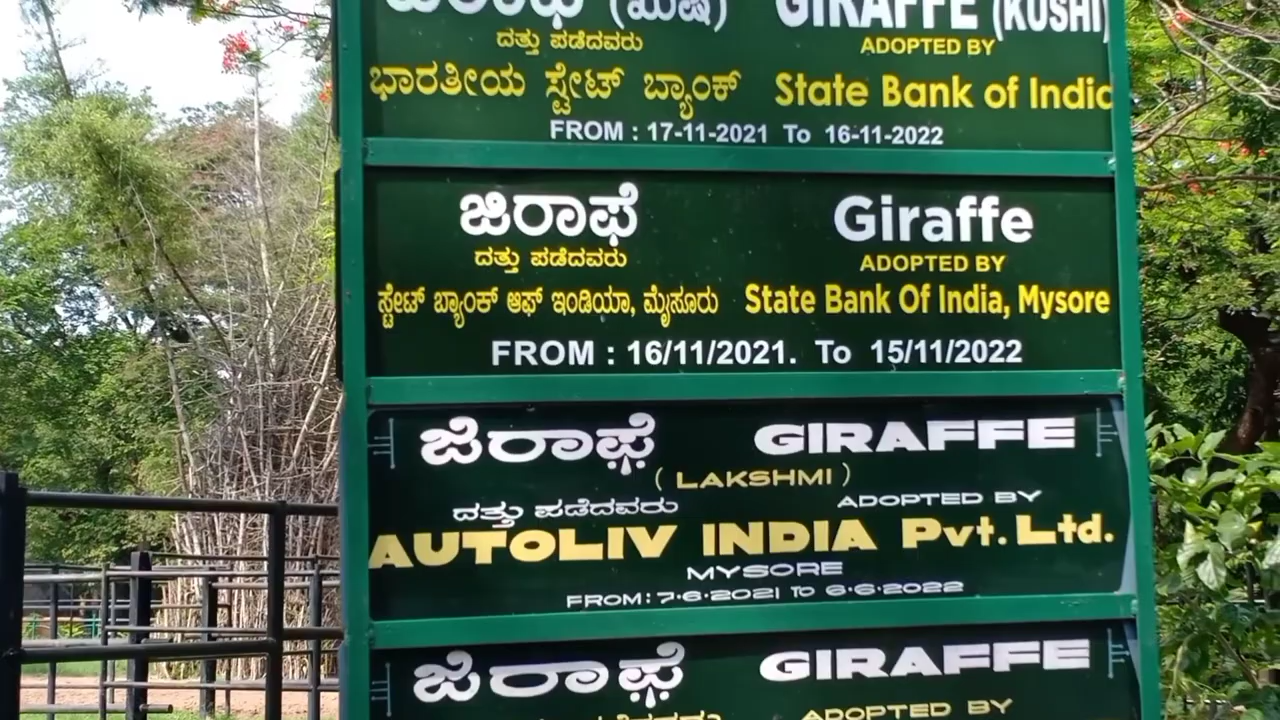 ಜಿರಾಫೆ (ಖುಷಿ) GIRAFFE (KUSHI)
ದತ್ತು ಪಡೆದವರು ADOPTED BY
ಭಾರತೀಯ ಸ್ಟೇಟ್ ಬ್ಯಾಂಕ್ State Bank of India
FROM : 17-11-2021 To 16-11-2022
ಜಿರಾಫೆ Giraffe
ದತ್ತು ಪಡೆದವರು ADOPTED BY
ಸ್ಟೇಟ್ ಬ್ಯಾಂಕ್ ಆಫ್ ಇಂಡಿಯಾ, ಮೈಸೂರು State Bank Of India, Mysore
FROM : 16/11/2021. To 15/11/2022
ಜಿರಾಫೆ GIRAFFE
( LAKSHMI )
ದತ್ತು ಪಡೆದವರು ADOPTED BY
AUTOLIV INDIA Pvt. Ltd.
MYSORE
FROM: 7-6-2021 To 6-6-2022
ಜಿರಾಫೆ GIRAFFE
ದತ್ತು ಪಡೆದವರು ADOPTED BY